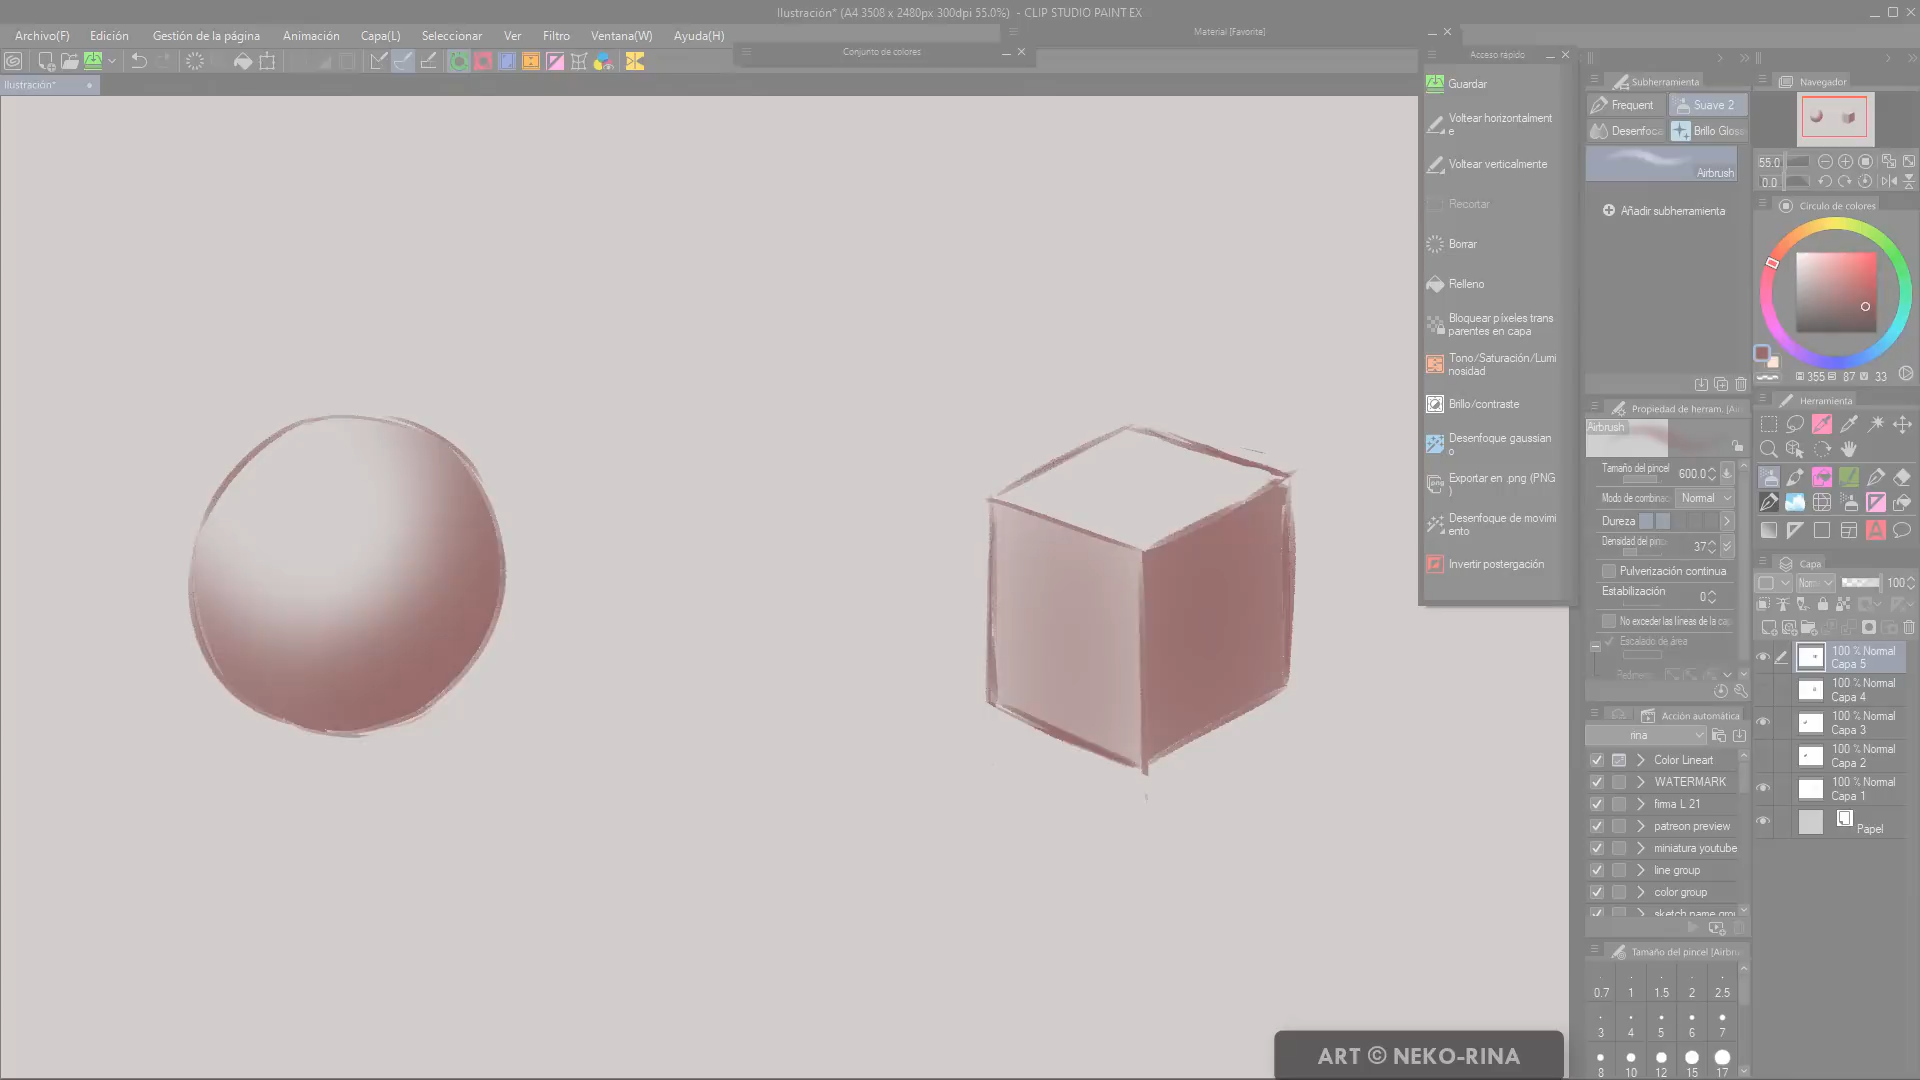 Ilustración* (A4 3508 x 2480px 300dpi 55.0%) - CLIP STUDIO PAINT EX
Archivo(F) Edición Gestión de la página Animación Capa(L) Seleccionar Ver Filtro Ventana(W) Ayuda(H)
Material [Favorite]
Conjunto de colores
Ilustración*
Acceso rápido
Guardar
Voltear horizontalment
e
Voltear verticalmente
Recortar
Borrar
Relleno
Bloquear píxeles trans
parentes en capa
Tono/Saturación/Lumi
nosidad
Brillo/contraste
Desenfoque gaussian
o
Exportar en .png (PNG
)
Desenfoque de movimi
ento
Invertir postergación
Subherramienta
Frequent Suave 2
Desenfoca Brillo Gloss
Airbrush
Añadir subherramienta
Propiedad de herram. [Ai
Airbrush
Tamaño del pincel 600.0
Modo de combinac Normal
Dureza
Densidad del pinc 37
Pulverización continua
Estabilización 0
No exceder las líneas de la cap
Escalado de área
Acción automática
rina
Color Lineart
WATERMARK
firma L 21
patreon preview
miniatura youtube
line group
color group
sketch name grou
Tamaño del pincel [Airbru
0.7 1 1.5 2 2.5
3 4 5 6 7
8 10 12 15 17
Navegador
55.0
0.0
Círculo de colores
355 87 33
Herramienta
Capa
Norm 100
100 % Normal
Capa 5
100 % Normal
Capa 4
100 % Normal
Capa 3
100 % Normal
Capa 2
100 % Normal
Capa 1
Papel
ART © NEKO-RINA